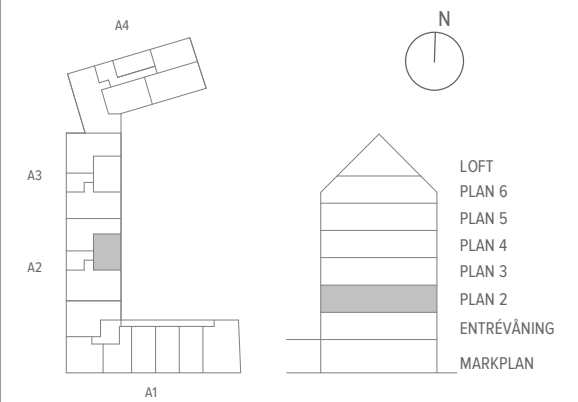 A4
N
A3
A2
A1
LOFT
PLAN 6
PLAN 5
PLAN 4
PLAN 3
PLAN 2
ENTRÉVÅNING
MARKPLAN